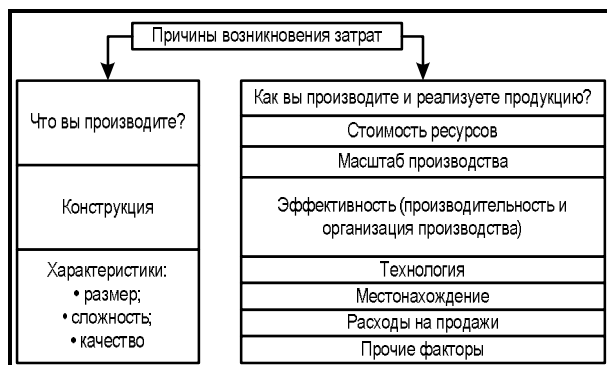 Причины возникновения затрат
Что вы производите?
Конструкция
Характеристики:
• размер;
• сложность;
• качество
Как вы производите и реализуете продукцию?
Стоимость ресурсов
Масштаб производства
Эффективность (производительность и
организация производства)
Технология
Местонахождение
Расходы на продажи
Прочие факторы